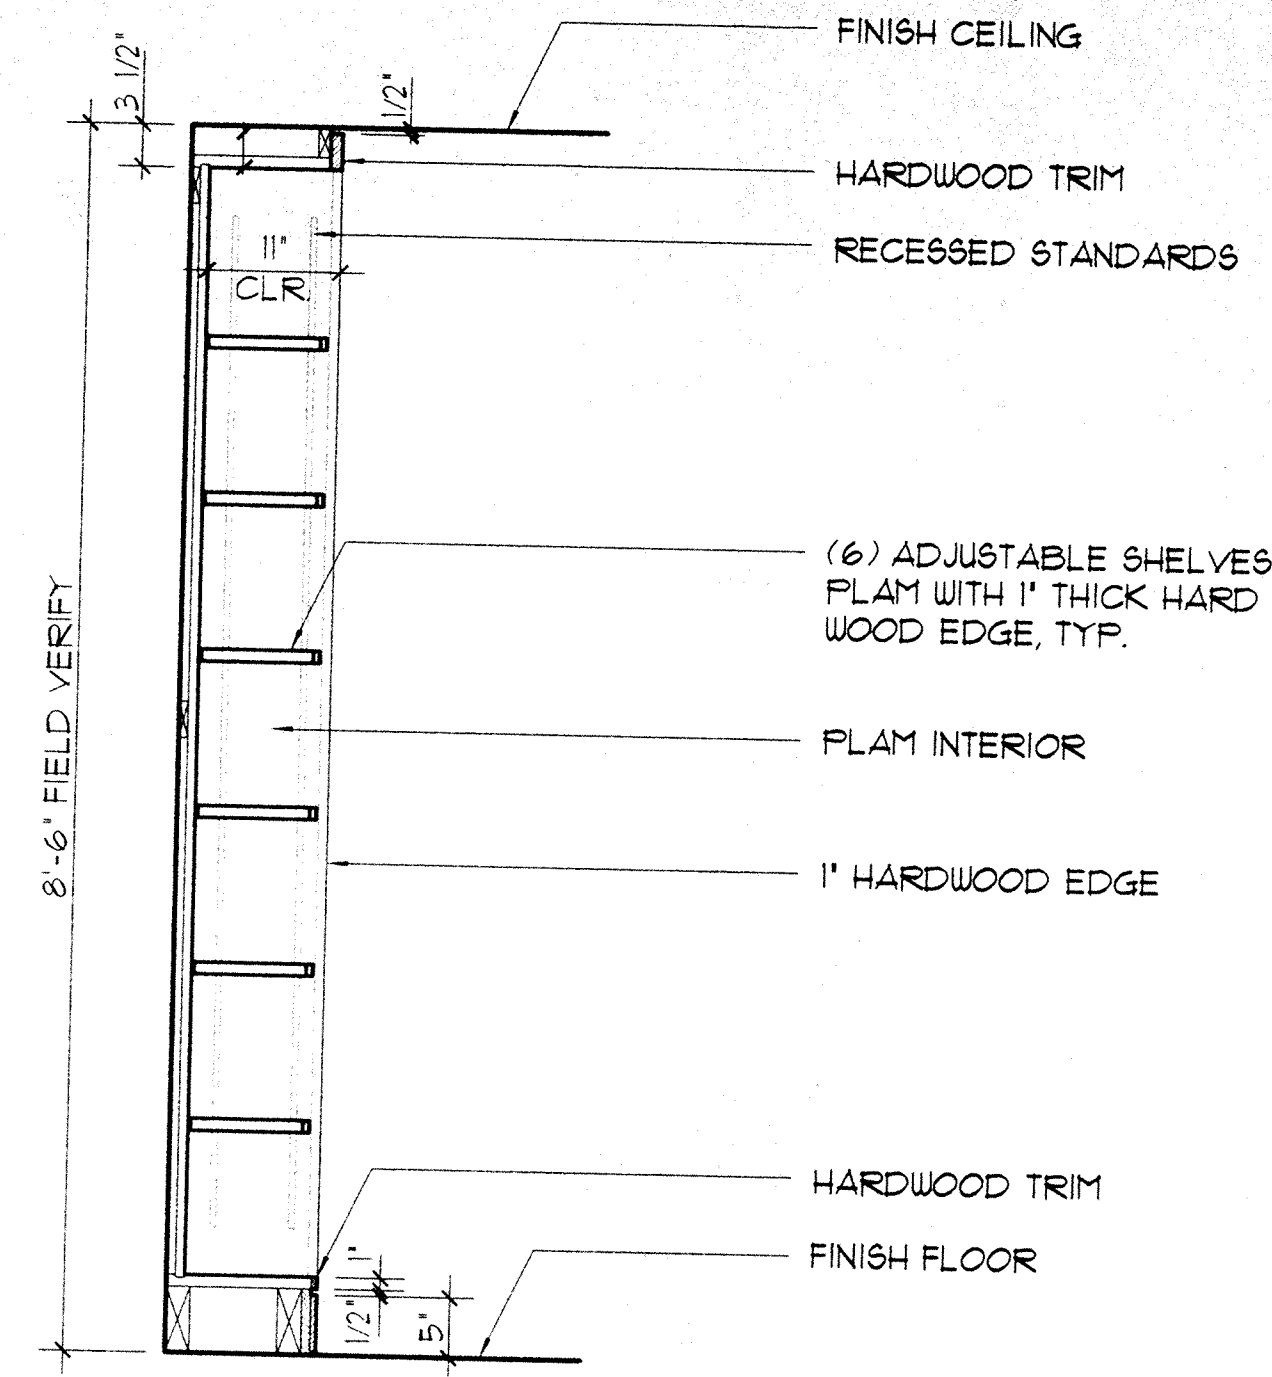 FINISH CEILING
3 1/2"
1/2"
HARDWOOD TRIM
RECESSED STANDARDS
11"
CLR.
(6) ADJUSTABLE SHELVES
PLAM WITH 1" THICK HARD
WOOD EDGE, TYP.
8'-6" FIELD VERIFY
PLAM INTERIOR
1" HARDWOOD EDGE
HARDWOOD TRIM
FINISH FLOOR
1"
1/2"
5"